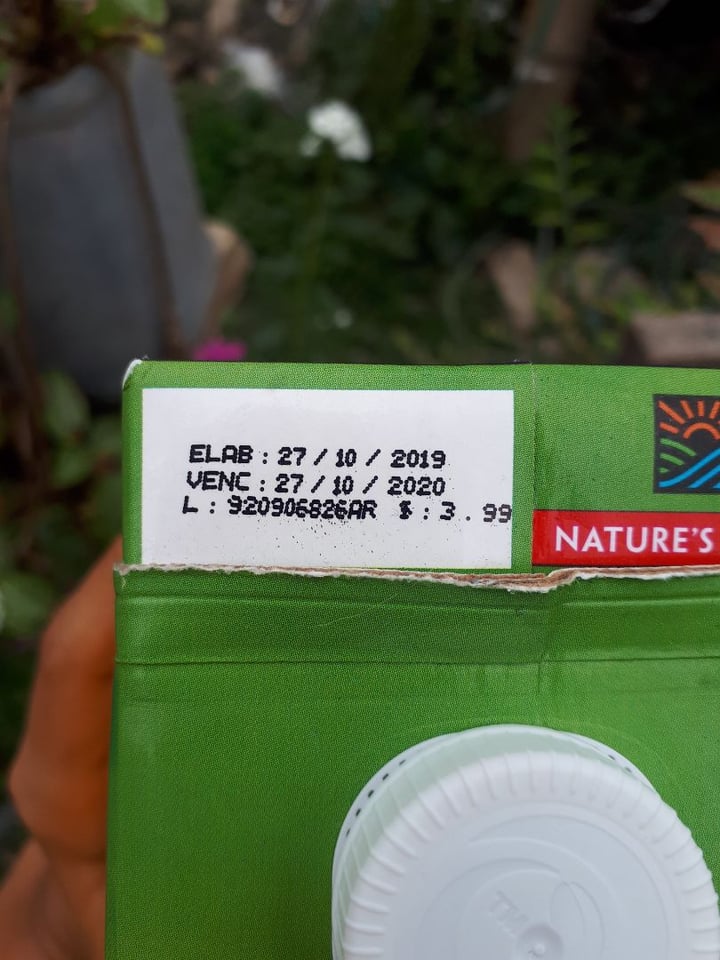 ELAB : 27 / 10 / 2019
VENC : 27 / 10 / 2020
L : 920906826AR $ : 3 . 99
NATURE'S